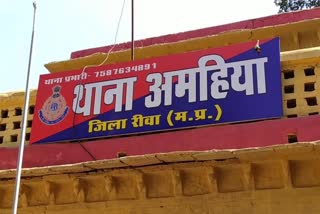 थाना प्रभारी- 7587634891
थाना अमहिया
जिला रीवा (म.प्र.)